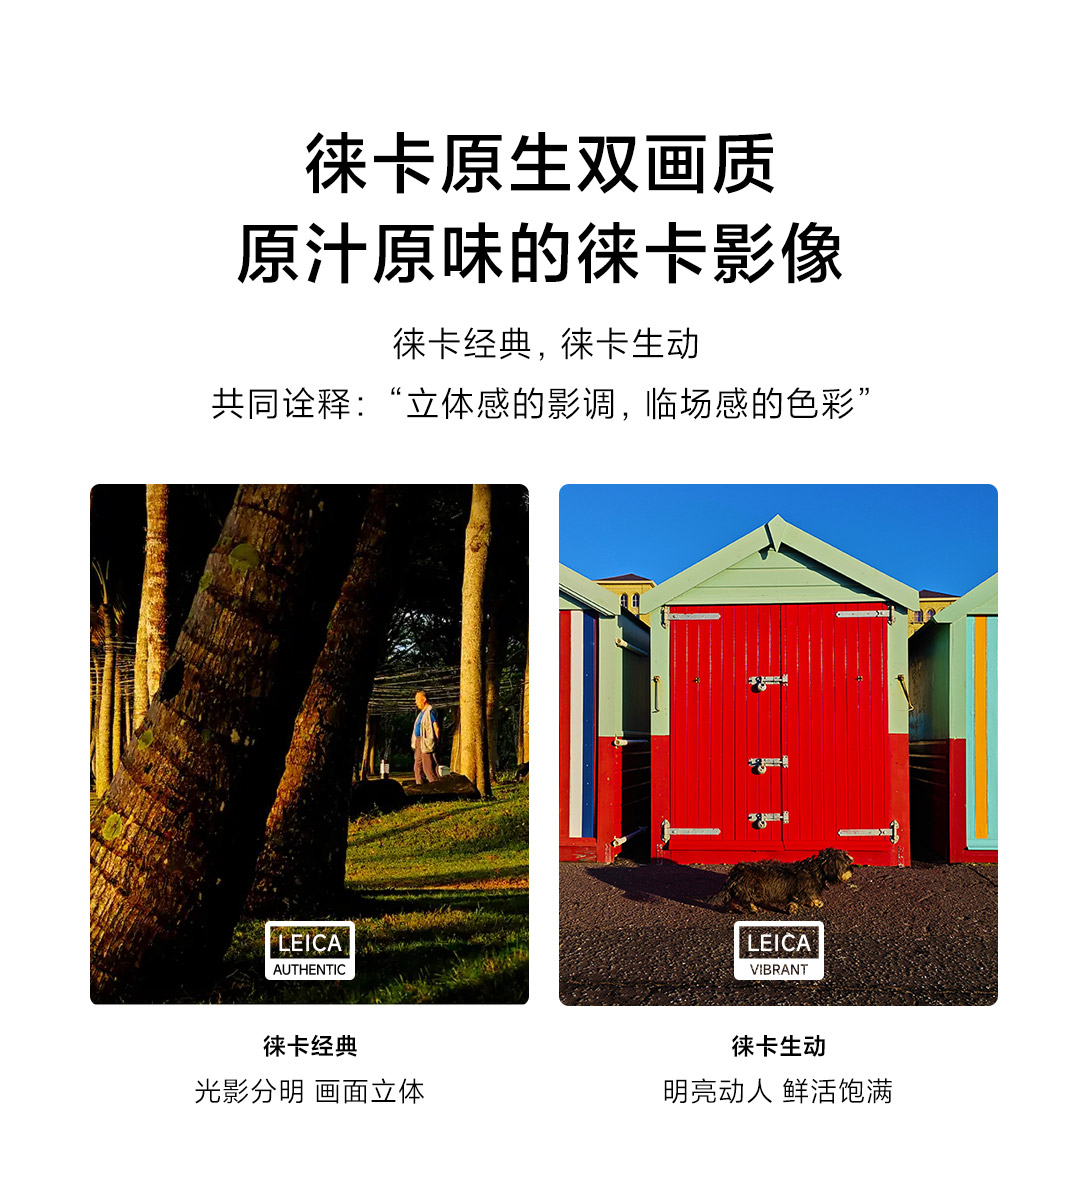 徕卡原生双画质
原汁原味的徕卡影像
徕卡经典，徕卡生动
共同诠释：“立体感的影调，临场感的色彩”
LEICA
AUTHENTIC
LEICA
VIBRANT
徕卡经典
光影分明 画面立体
徕卡生动
明亮动人 鲜活饱满